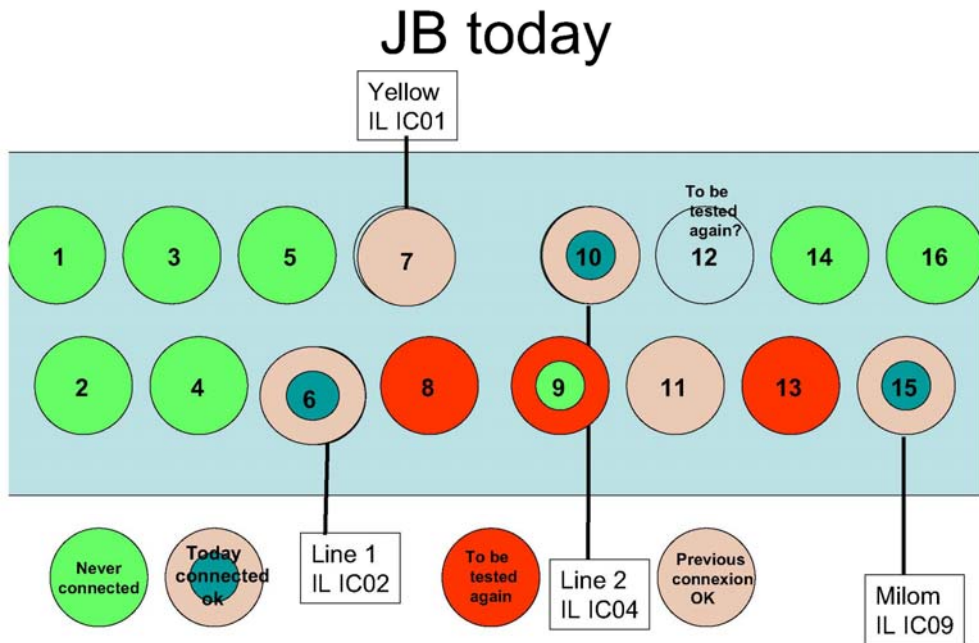 JB today
Yellow
IL IC01
To be
tested
again?
1
3
5
7
10
12
14
16
2
4
6
8
9
11
13
15
Never
connected
Today
connected
ok
Line 1
IL IC02
To be
tested
again
Line 2
IL IC04
Previous
connexion
OK
Milom
IL IC09